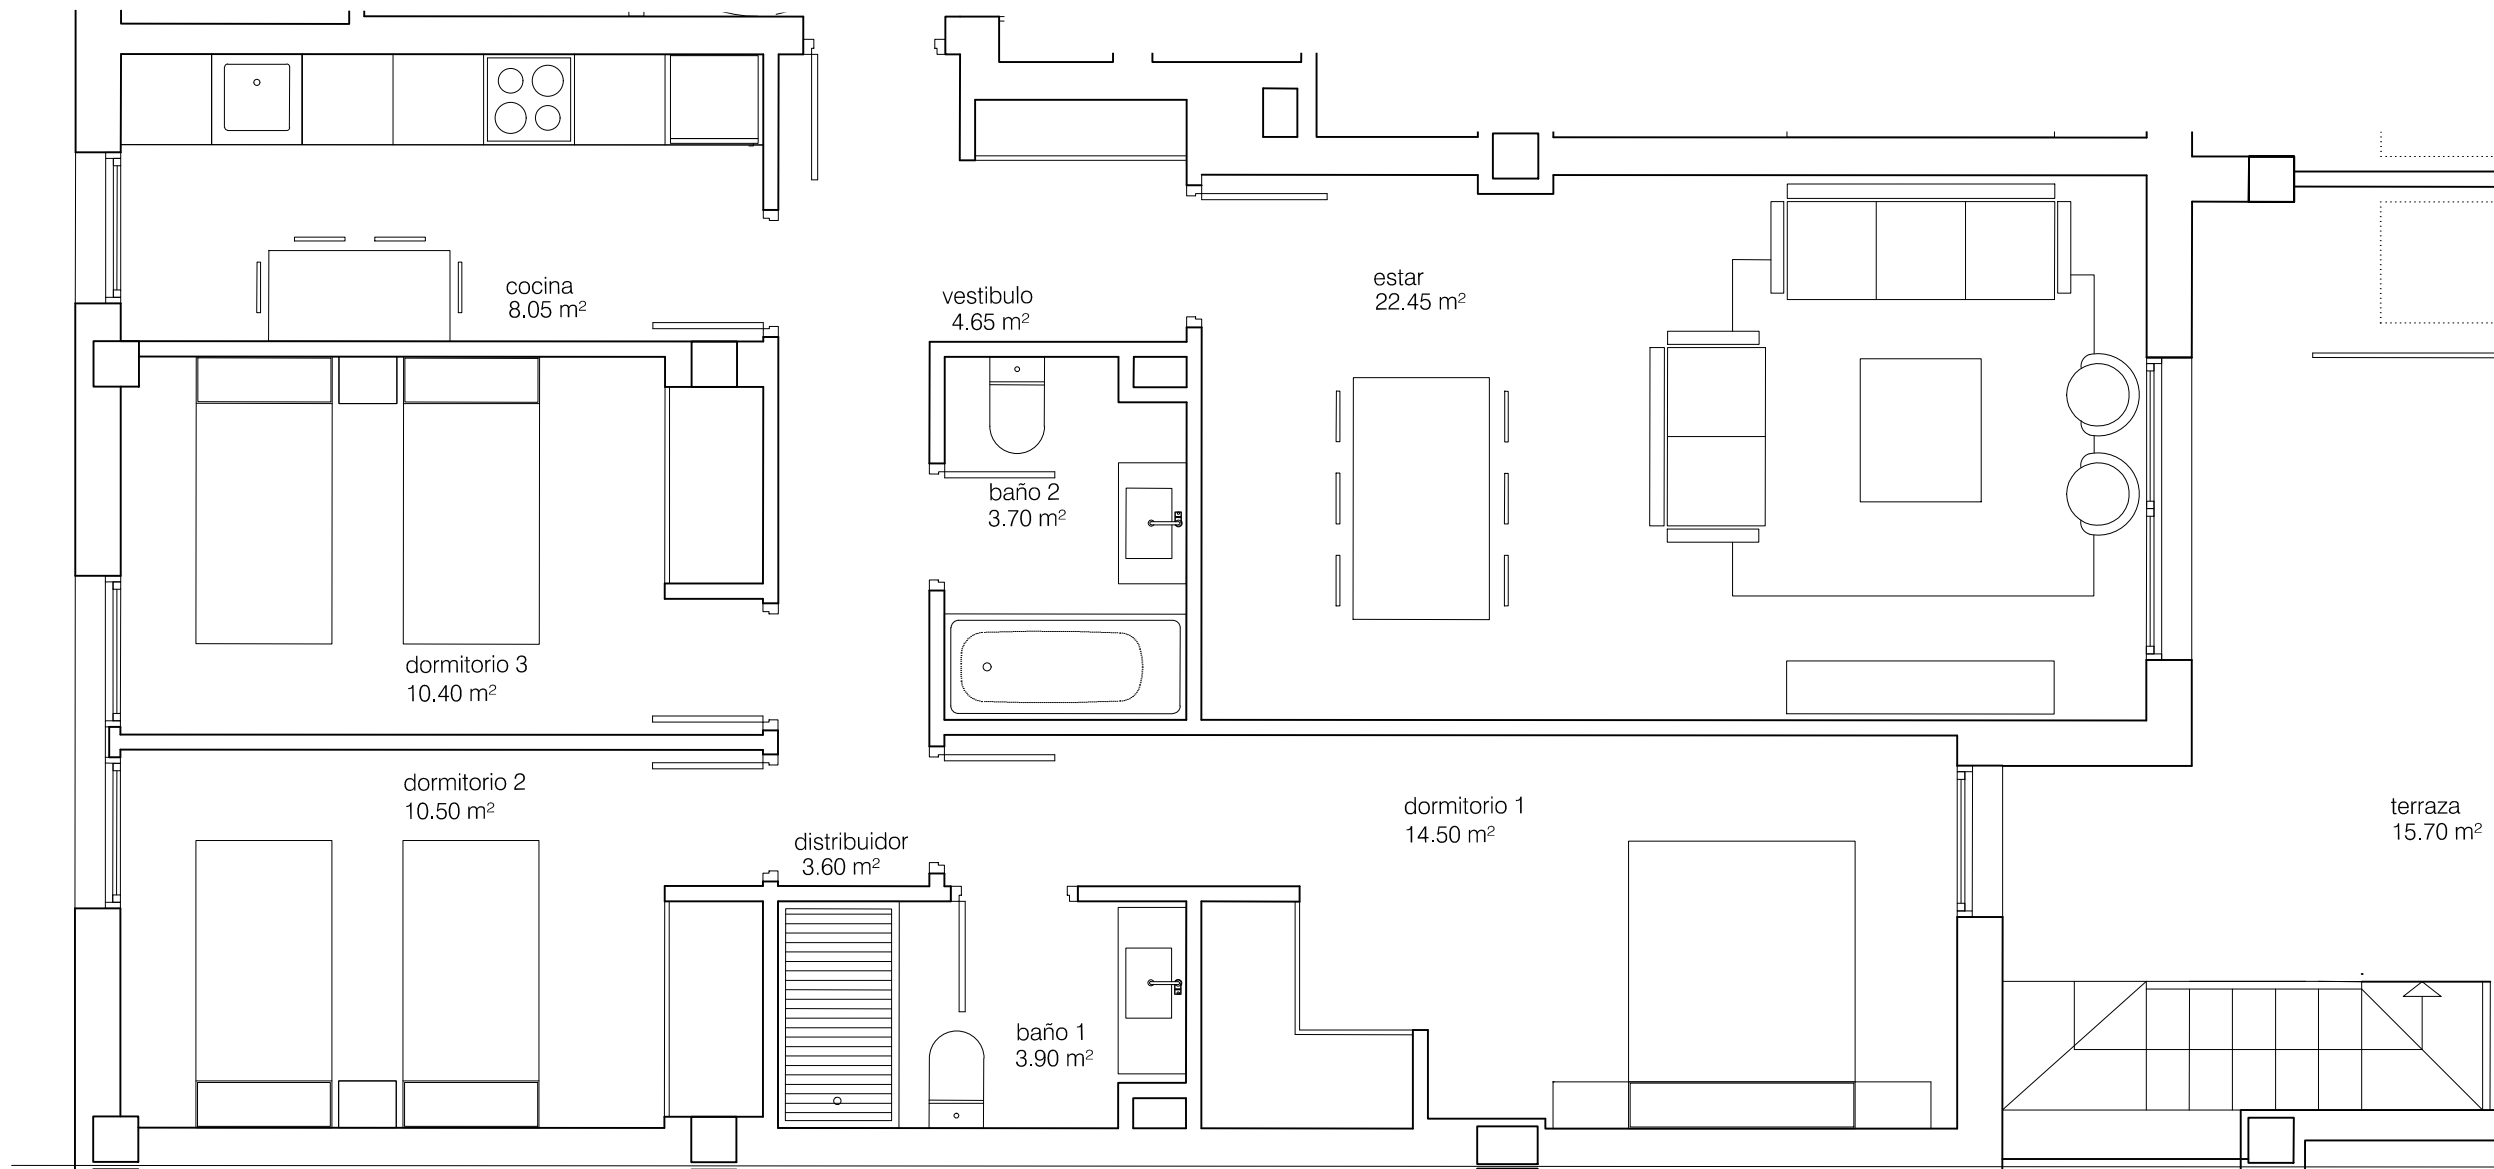 cocina
8.05 m²
vestibulo
4.65 m²
estar
22.45 m²
baño 2
3.70 m²
dormitorio 3
10.40 m²
dormitorio 2
10.50 m²
distribuidor
3.60 m²
dormitorio 1
14.50 m²
terraza
15.70 m²
baño 1
3.90 m²